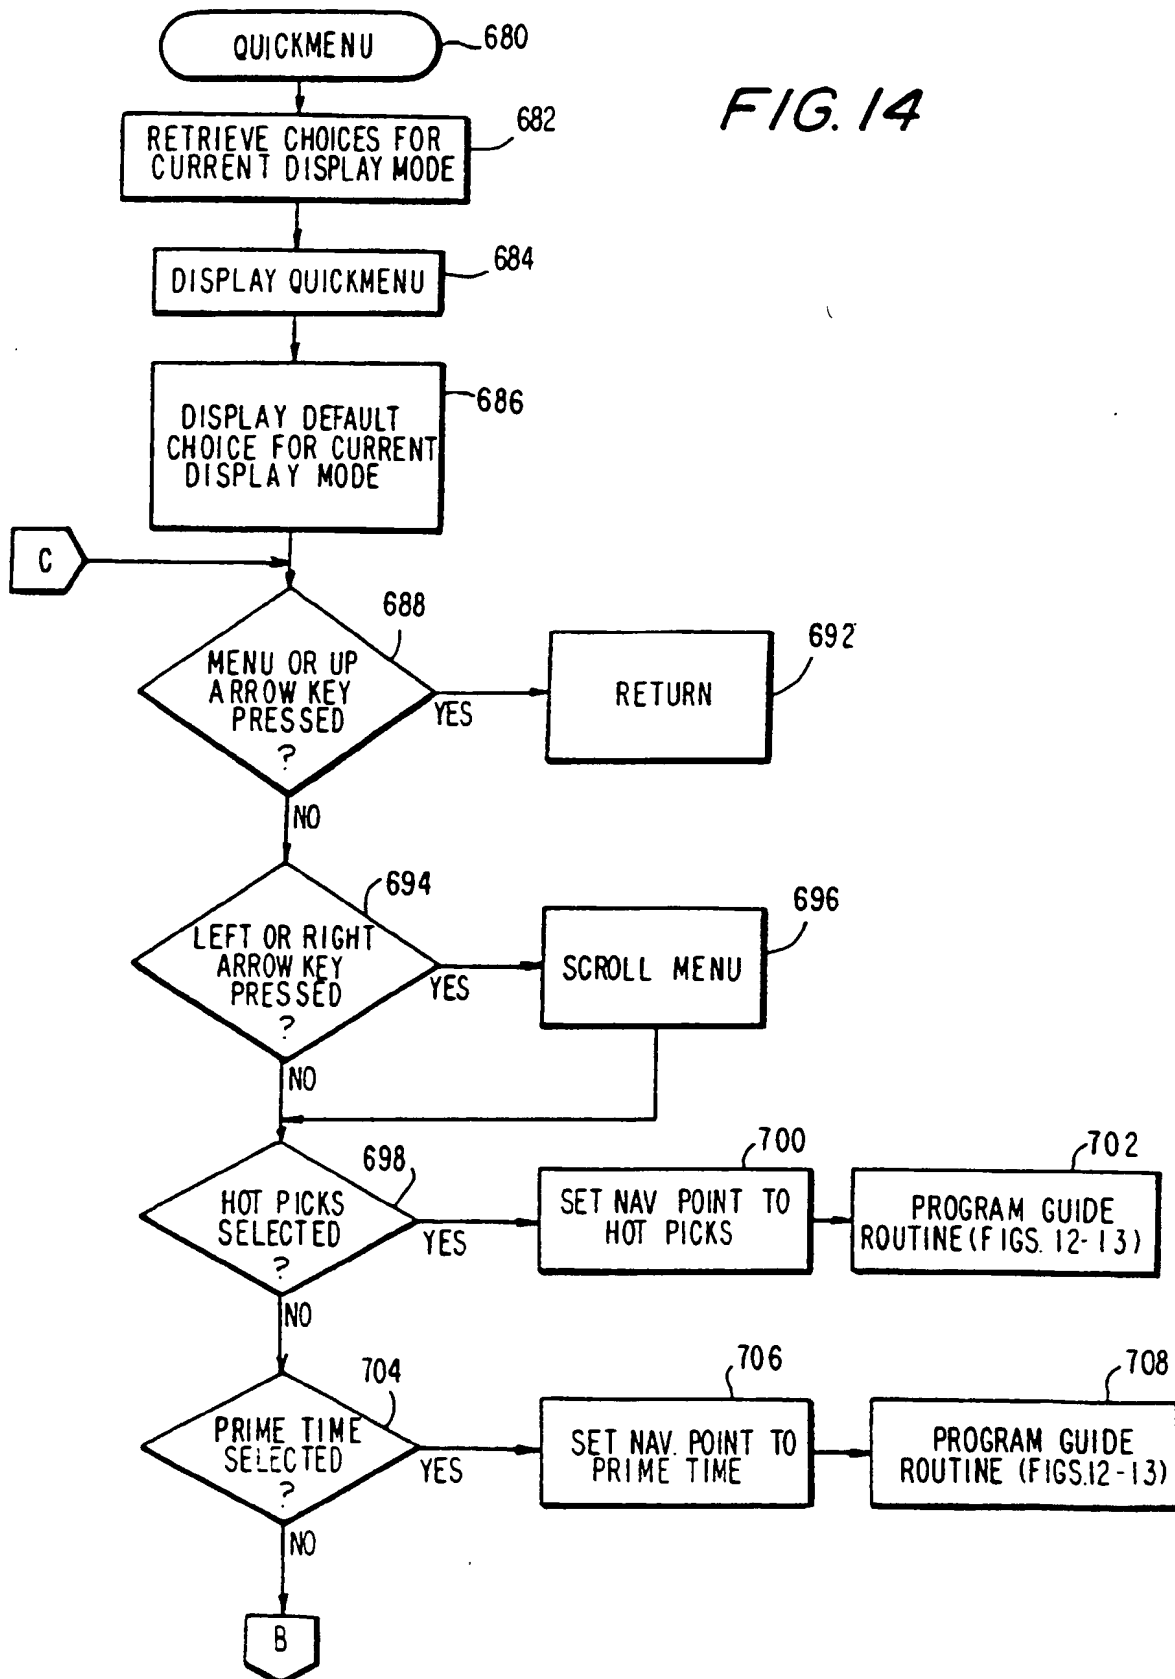 QUICKMENU
680
FIG. 14
RETRIEVE CHOICES FOR
CURRENT DISPLAY MODE
682
DISPLAY QUICKMENU
684
DISPLAY DEFAULT
CHOICE FOR CURRENT
DISPLAY MODE
686
C
MENU OR UP
ARROW KEY
PRESSED
?
688
YES
RETURN
692
NO
LEFT OR RIGHT
ARROW KEY
PRESSED
?
694
YES
SCROLL MENU
696
NO
HOT PICKS
SELECTED
?
698
YES
SET NAV POINT TO
HOT PICKS
700
PROGRAM GUIDE
ROUTINE (FIGS. 12-13)
702
NO
PRIME TIME
SELECTED
?
704
YES
SET NAV. POINT TO
PRIME TIME
706
PROGRAM GUIDE
ROUTINE (FIGS.12-13)
708
NO
B